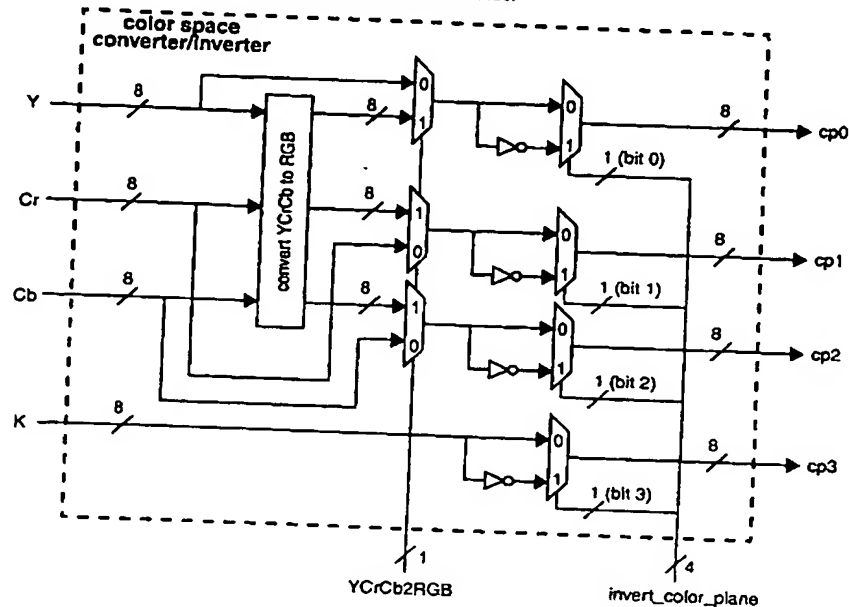 color space
converter/inverter
Y
8
0
8
1
0
1
8
cp0
1 (bit 0)
convert YCrCb to RGB
Cr
8
8
1
0
0
1
8
cp1
1 (bit 1)
Cb
8
8
1
0
0
1
8
cp2
1 (bit 2)
K
8
0
1
8
cp3
1 (bit 3)
1
YCrCb2RGB
4
invert_color_plane